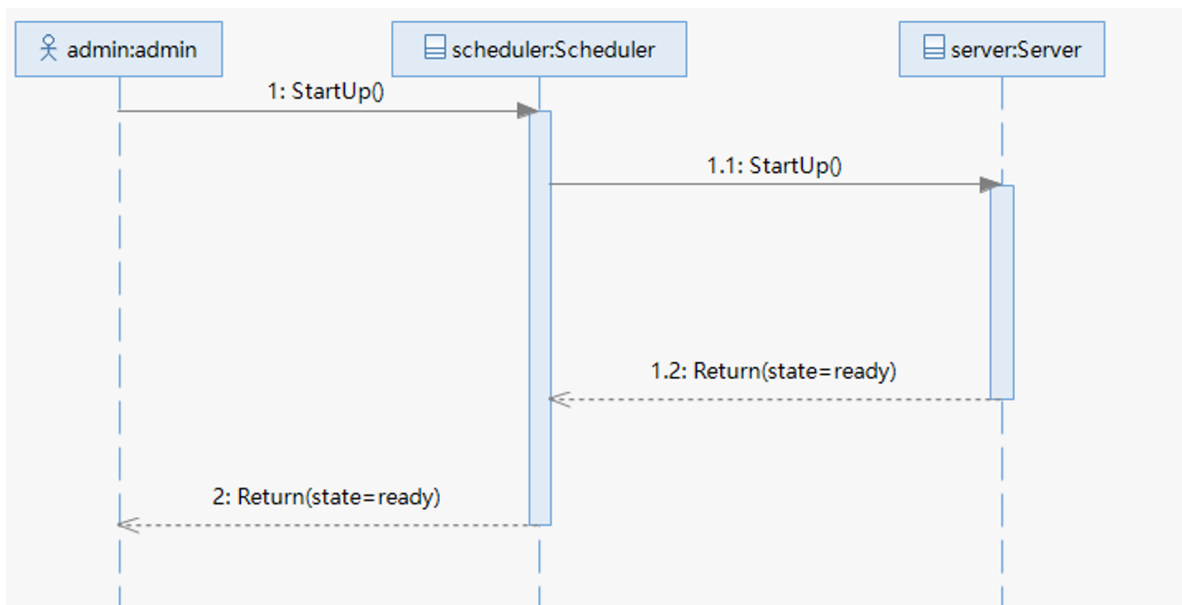 admin:admin
scheduler:Scheduler
server:Server
1: StartUp()
1.1: StartUp()
1.2: Return(state=ready)
2: Return(state=ready)